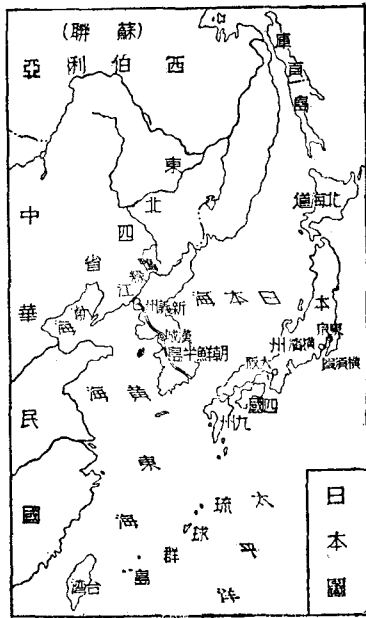 (蘇聯)
西伯利亞
庫頁島
東北四省
北海道
中華民國
鴨綠江
日本海
本州
新義州
渤海
東京
橫濱
橫須賀
大阪
朝鮮半島
黃海
四國
九州
東海
太平洋
琉球群島
台灣
日本圖